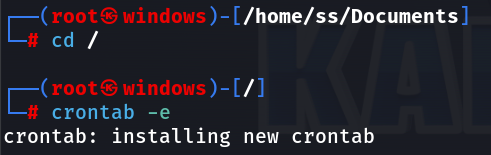 ┌──(root㉿windows)-[/home/ss/Documents]
└─# cd /
┌──(root㉿windows)-[/]
└─# crontab -e
crontab: installing new crontab